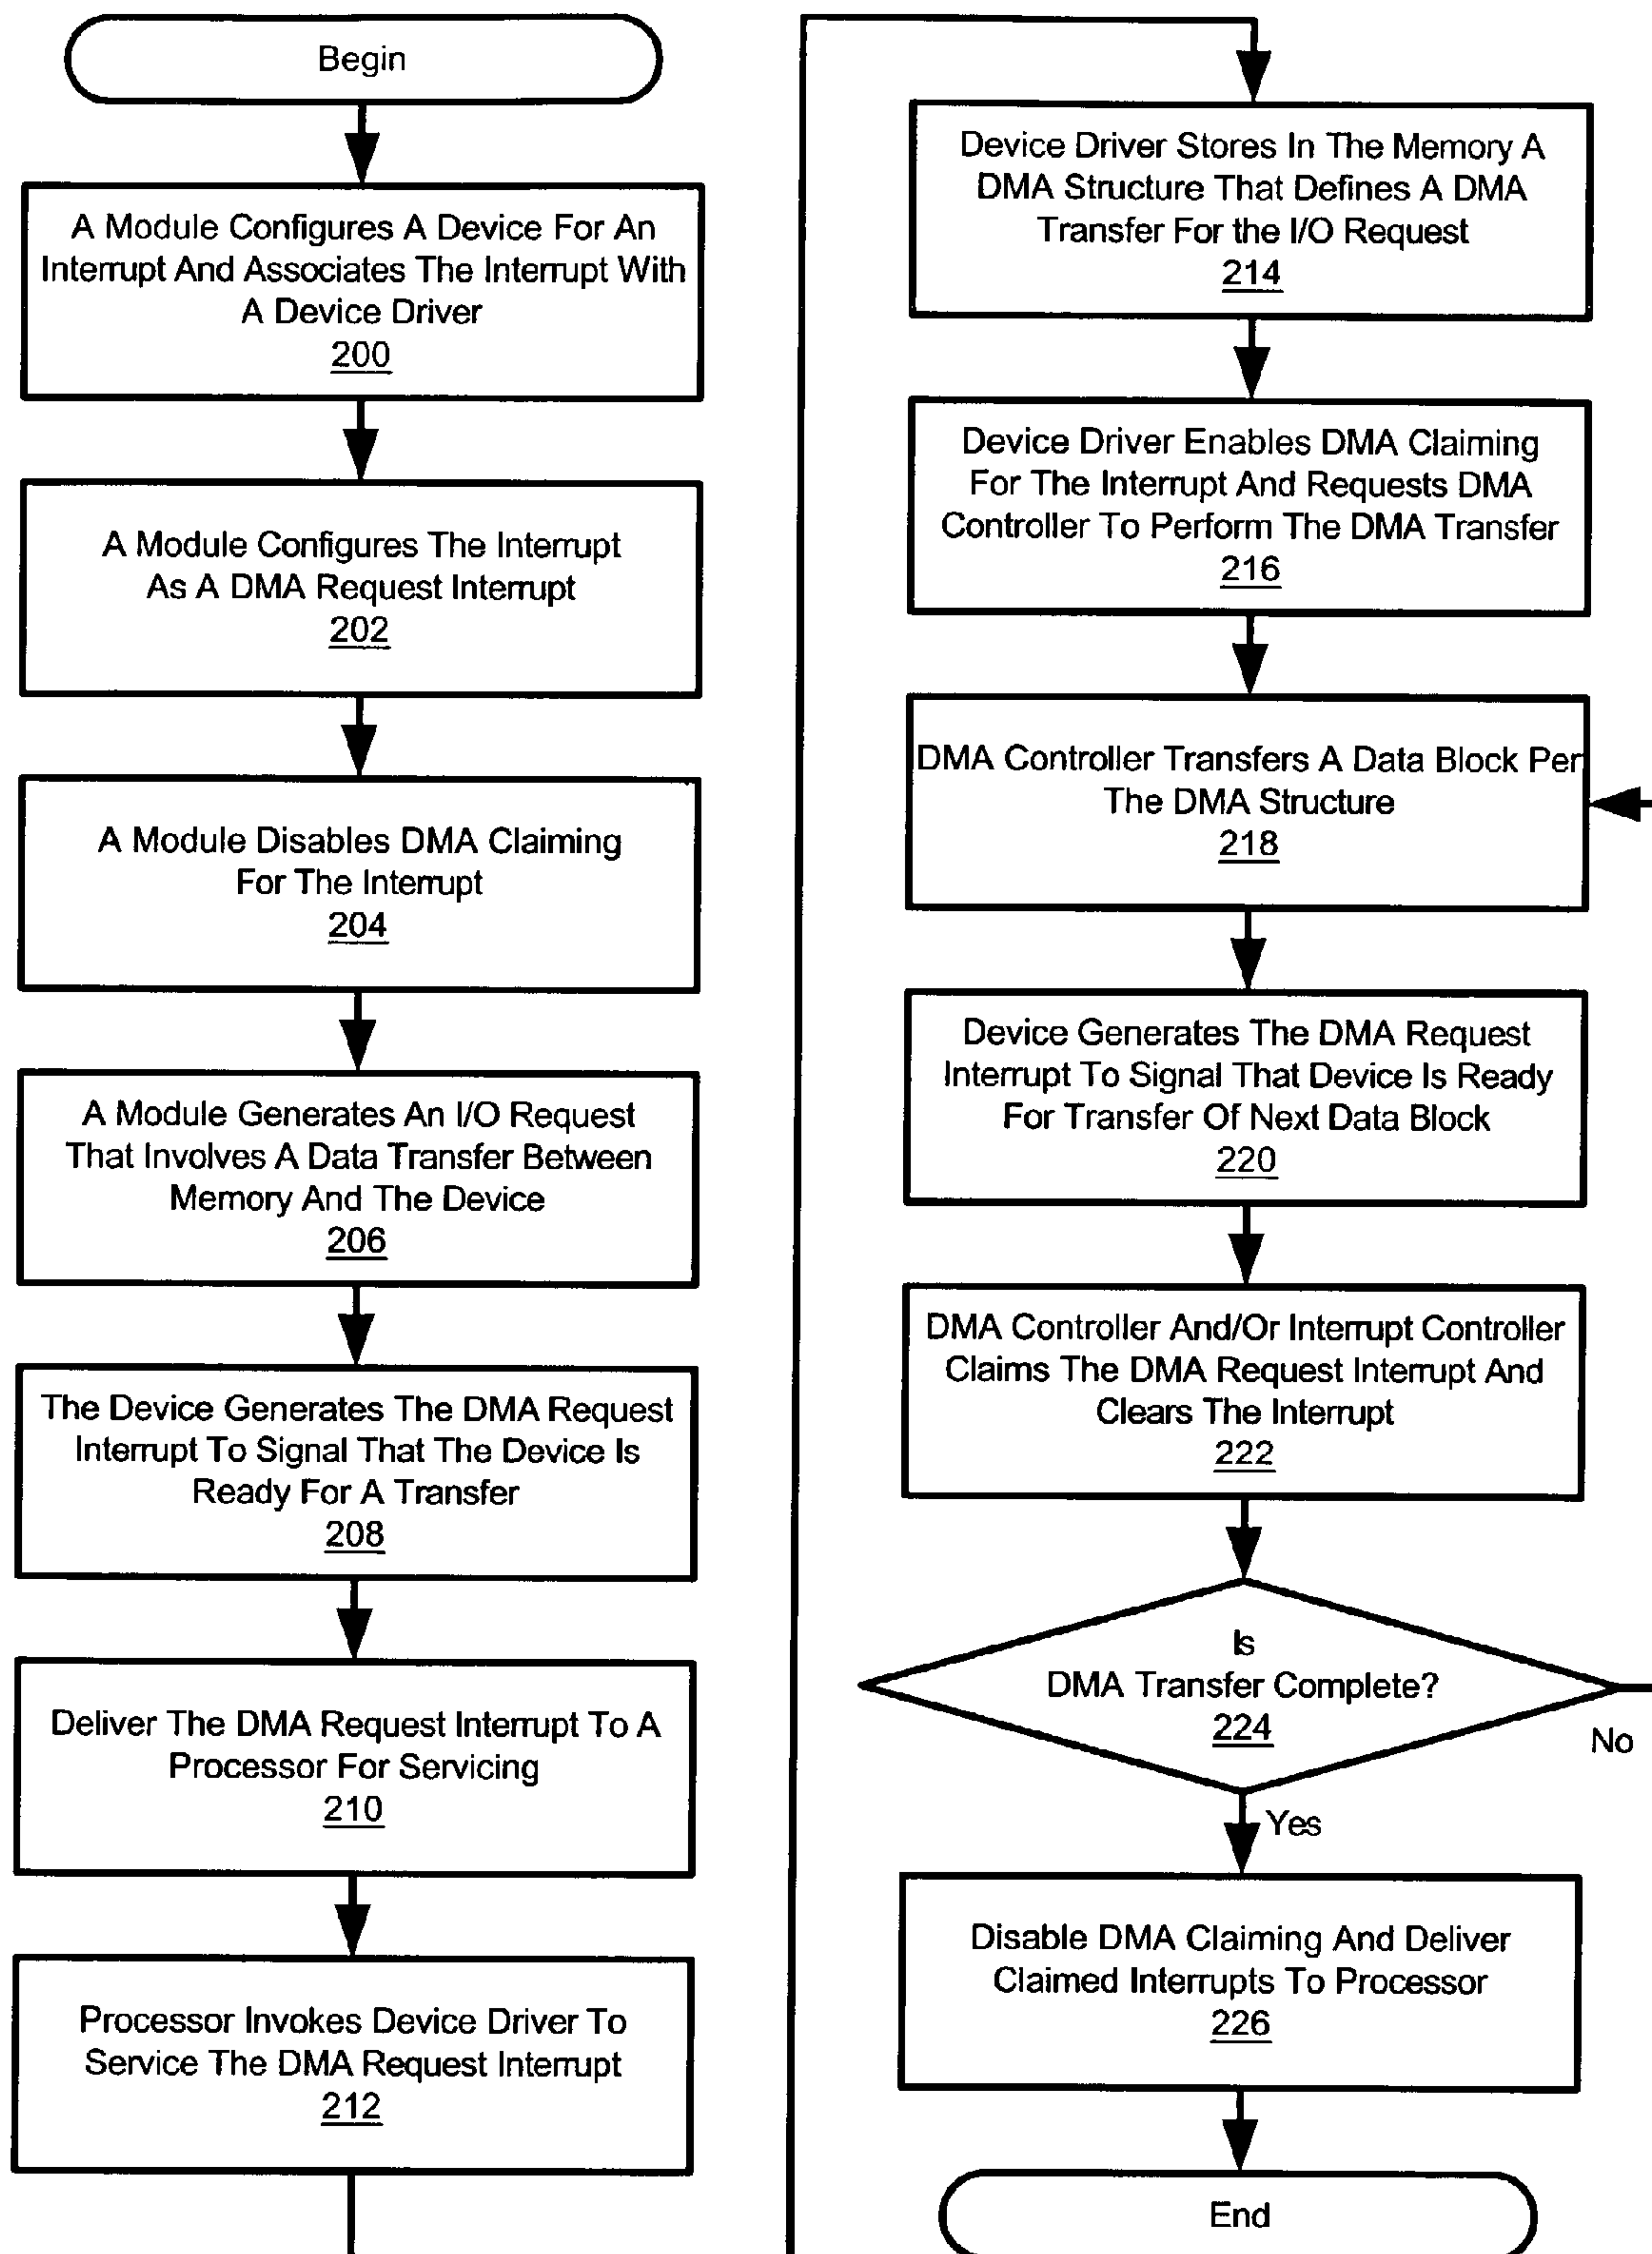 Begin
A Module Configures A Device For An
Interrupt And Associates The Interrupt With
A Device Driver
200
A Module Configures The Interrupt
As A DMA Request Interrupt
202
A Module Disables DMA Claiming
For The Interrupt
204
A Module Generates An I/O Request
That Involves A Data Transfer Between
Memory And The Device
206
The Device Generates The DMA Request
Interrupt To Signal That The Device Is
Ready For A Transfer
208
Deliver The DMA Request Interrupt To A
Processor For Servicing
210
Processor Invokes Device Driver To
Service The DMA Request Interrupt
212
Device Driver Stores In The Memory A
DMA Structure That Defines A DMA
Transfer For the I/O Request
214
Device Driver Enables DMA Claiming
For The Interrupt And Requests DMA
Controller To Perform The DMA Transfer
216
DMA Controller Transfers A Data Block Per
The DMA Structure
218
Device Generates The DMA Request
Interrupt To Signal That Device Is Ready
For Transfer Of Next Data Block
220
DMA Controller And/Or Interrupt Controller
Claims The DMA Request Interrupt And
Clears The Interrupt
222
Is
DMA Transfer Complete?
224
No
Yes
Disable DMA Claiming And Deliver
Claimed Interrupts To Processor
226
End